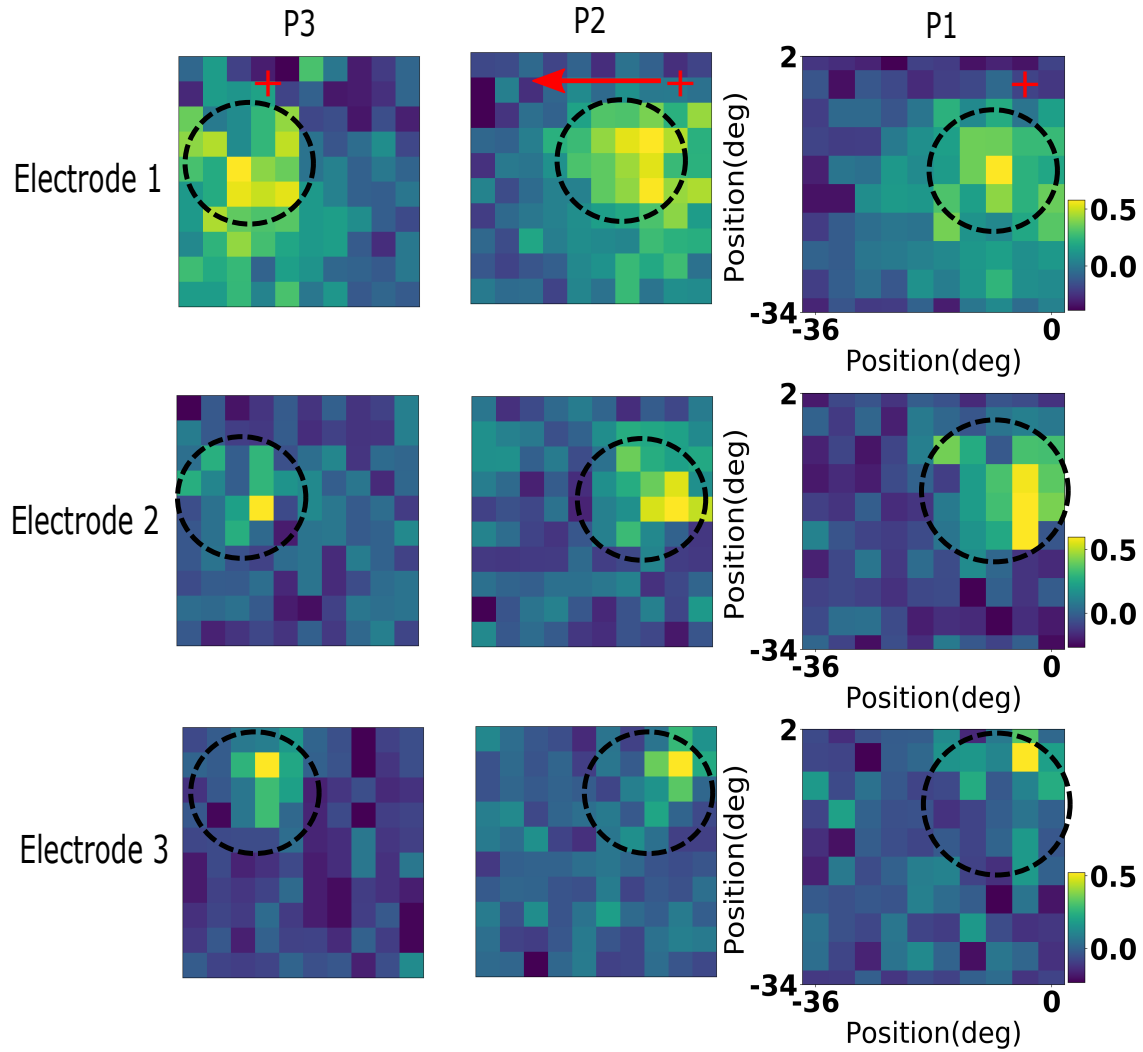 P3
P2
P1
Electrode 1
Position(deg)
2
-34
-36
0
Position(deg)
0.5
0.0
Electrode 2
Position(deg)
2
-34
-36
0
Position(deg)
0.5
0.0
Electrode 3
Position(deg)
2
-34
-36
0
Position(deg)
0.5
0.0